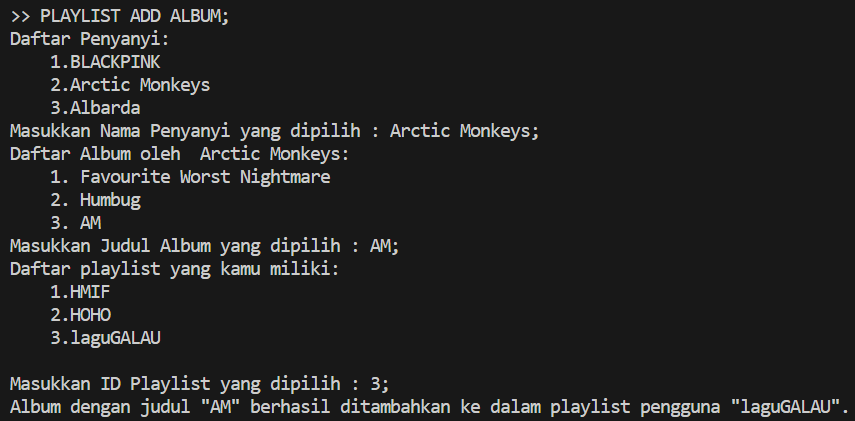 >> PLAYLIST ADD ALBUM;
Daftar Penyanyi:
    1.BLACKPINK
    2.Arctic Monkeys
    3.Albarda
Masukkan Nama Penyanyi yang dipilih : Arctic Monkeys;
Daftar Album oleh  Arctic Monkeys:
    1. Favourite Worst Nightmare
    2. Humbug
    3. AM
Masukkan Judul Album yang dipilih : AM;
Daftar playlist yang kamu miliki:
    1.HMIF
    2.HOHO
    3.laguGALAU

Masukkan ID Playlist yang dipilih : 3;
Album dengan judul "AM" berhasil ditambahkan ke dalam playlist pengguna "laguGALAU".